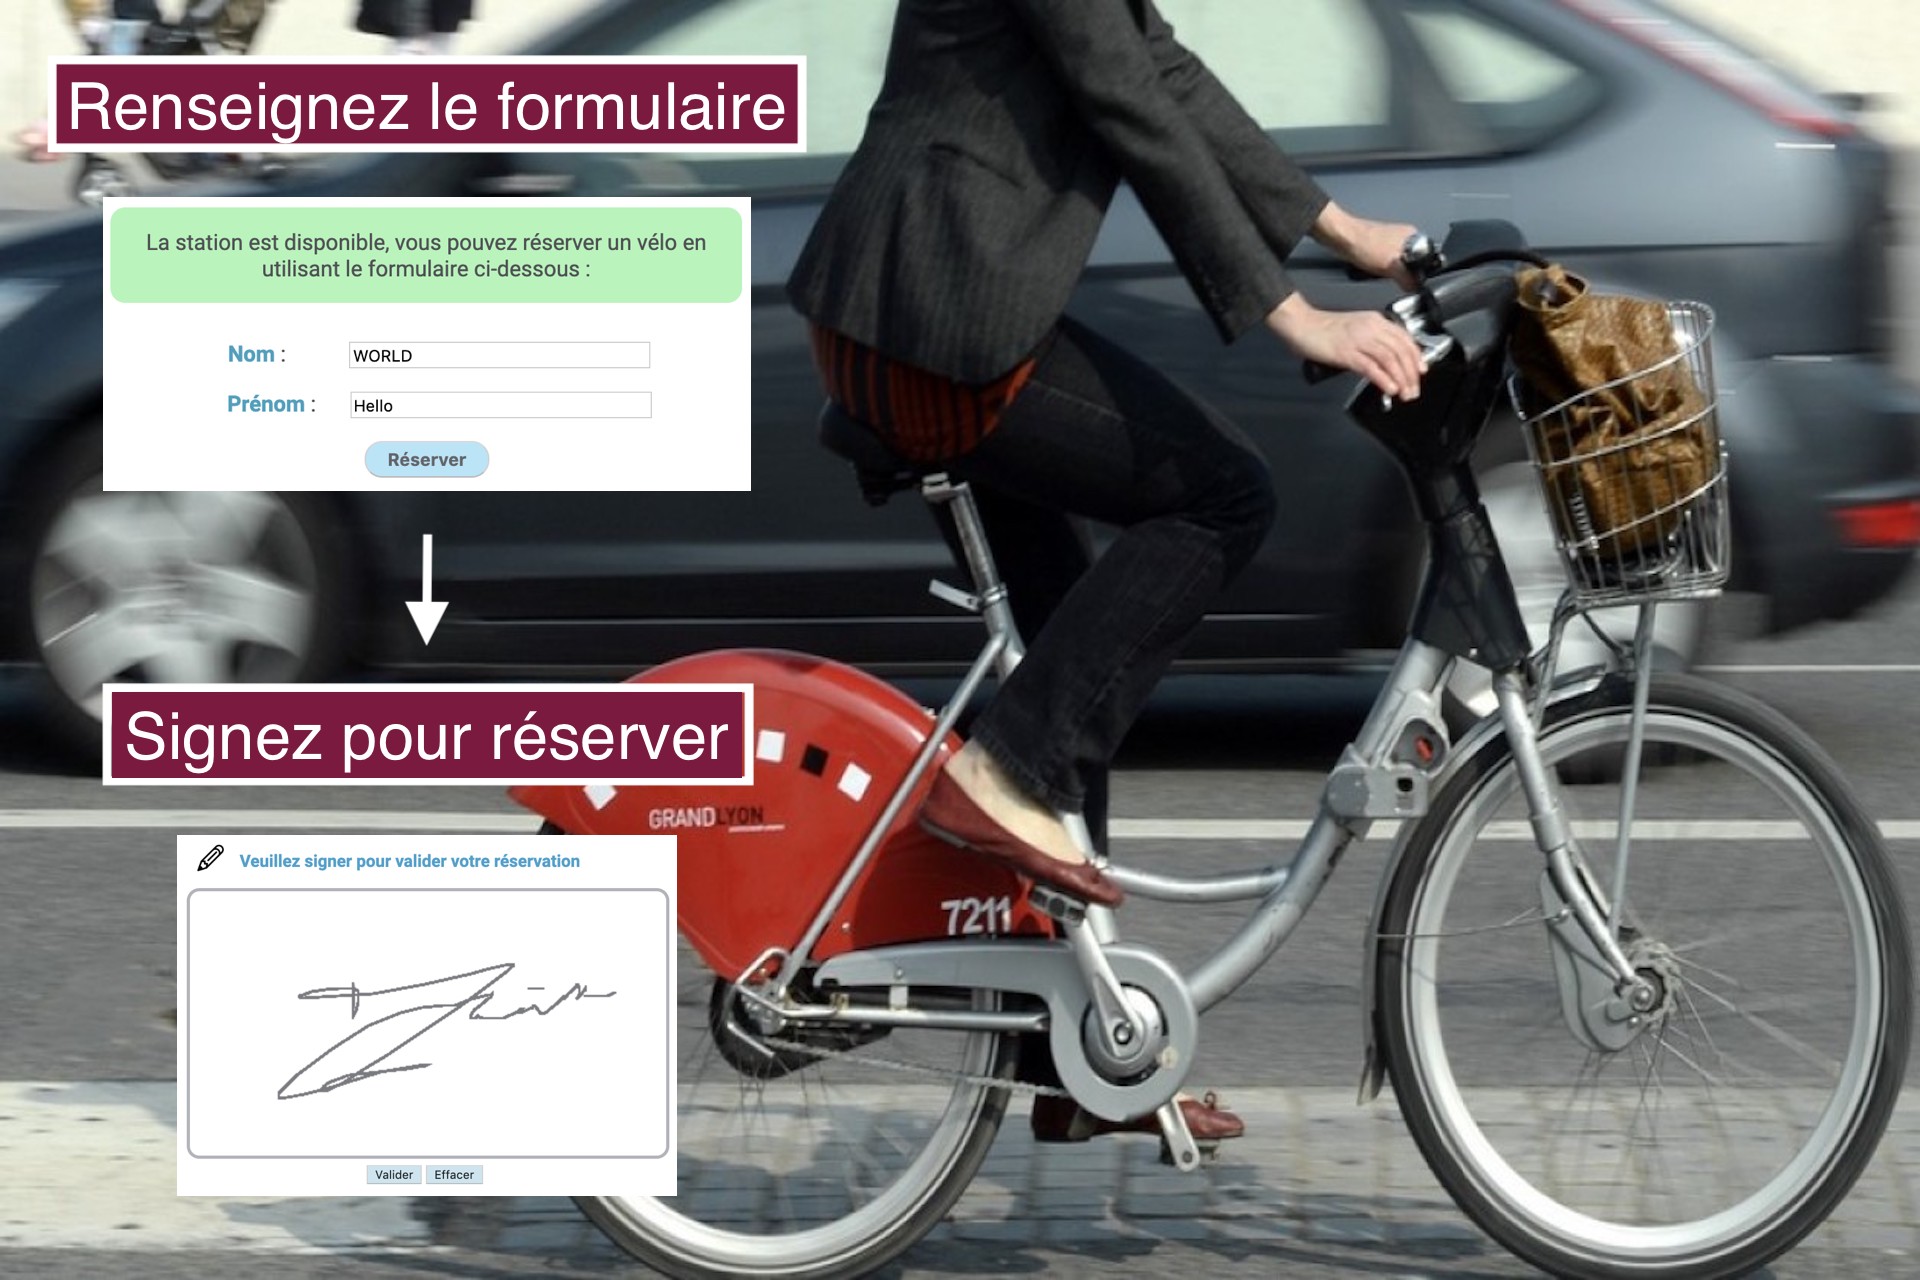 Renseignez le formulaire
La station est disponible, vous pouvez réserver un vélo en
utilisant le formulaire ci-dessous :
Nom : WORLD
Prénom : Hello
Réserver
Signez pour réserver
GRANDLYON
Veuillez signer pour valider votre réservation
7211
Valider Effacer